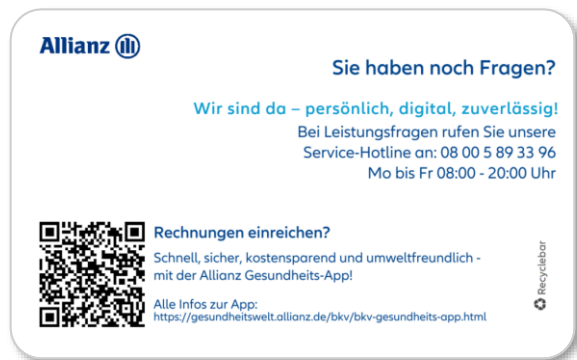 Allianz
Sie haben noch Fragen?
Wir sind da – persönlich, digital, zuverlässig!
Bei Leistungsfragen rufen Sie unsere
Service-Hotline an: 08 00 5 89 33 96
Mo bis Fr 08:00 - 20:00 Uhr
Rechnungen einreichen?
Schnell, sicher, kostensparend und umweltfreundlich -
mit der Allianz Gesundheits-App!
Alle Infos zur App:
https://gesundheitswelt.allianz.de/bkv/bkv-gesundheits-app.html
Recyclebar